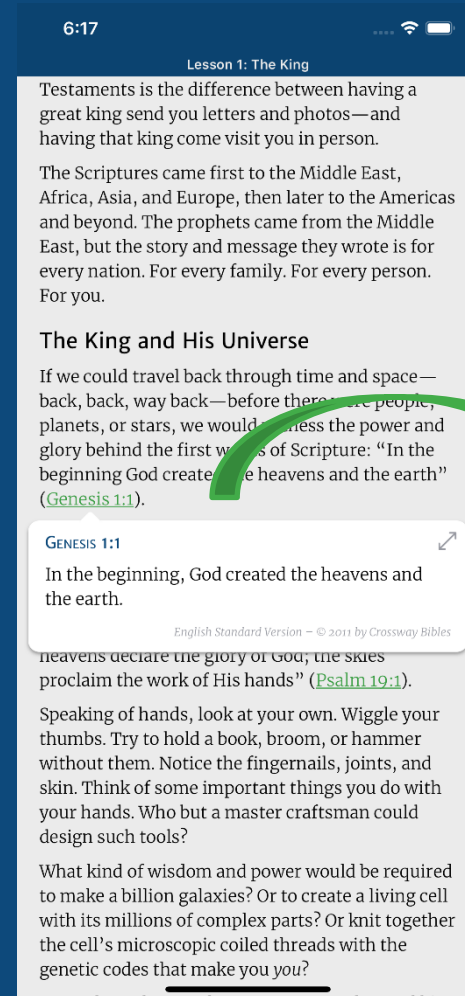 6:17
Lesson 1: The King
Testaments is the difference between having a
great king send you letters and photos—and
having that king come visit you in person.
The Scriptures came first to the Middle East,
Africa, Asia, and Europe, then later to the Americas
and beyond. The prophets came from the Middle
East, but the story and message they wrote is for
every nation. For every family. For every person.
For you.
The King and His Universe
If we could travel back through time and space—
back, back, way back—before there were people,
planets, or stars, we would the power and
glory behind the first of Scripture: “In the
beginning God heavens and the earth”
(Genesis 1:1).
GENESIS 1:1
In the beginning, God created the heavens and
the earth.
English Standard Version – © 2011 by Crossway Bibles
heavens declare the glory of God; the skies
proclaim the work of His hands” (Psalm 19:1).
Speaking of hands, look at your own. Wiggle your
thumbs. Try to hold a book, broom, or hammer
without them. Notice the fingernails, joints, and
skin. Think of some important things you do with
your hands. Who but a master craftsman could
design such tools?
What kind of wisdom and power would be required
to make a billion galaxies? Or to create a living cell
with its millions of complex parts? Or knit together
the cell’s microscopic coiled threads with the
genetic codes that make you you?